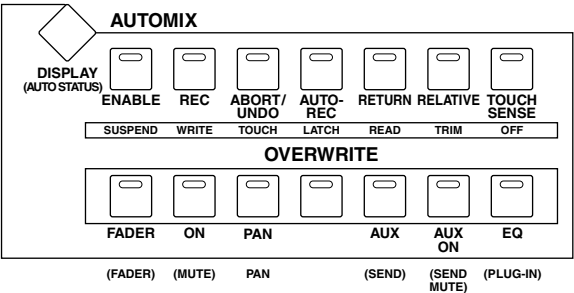 AUTOMIX
DISPLAY
(AUTO STATUS)
ENABLE REC ABORT/ AUTO- RETURN RELATIVE TOUCH
UNDO REC SENSE
SUSPEND WRITE TOUCH LATCH READ TRIM OFF
OVERWRITE
FADER ON PAN AUX AUX EQ
ON
(FADER) (MUTE) PAN (SEND) (SEND (PLUG-IN)
MUTE)